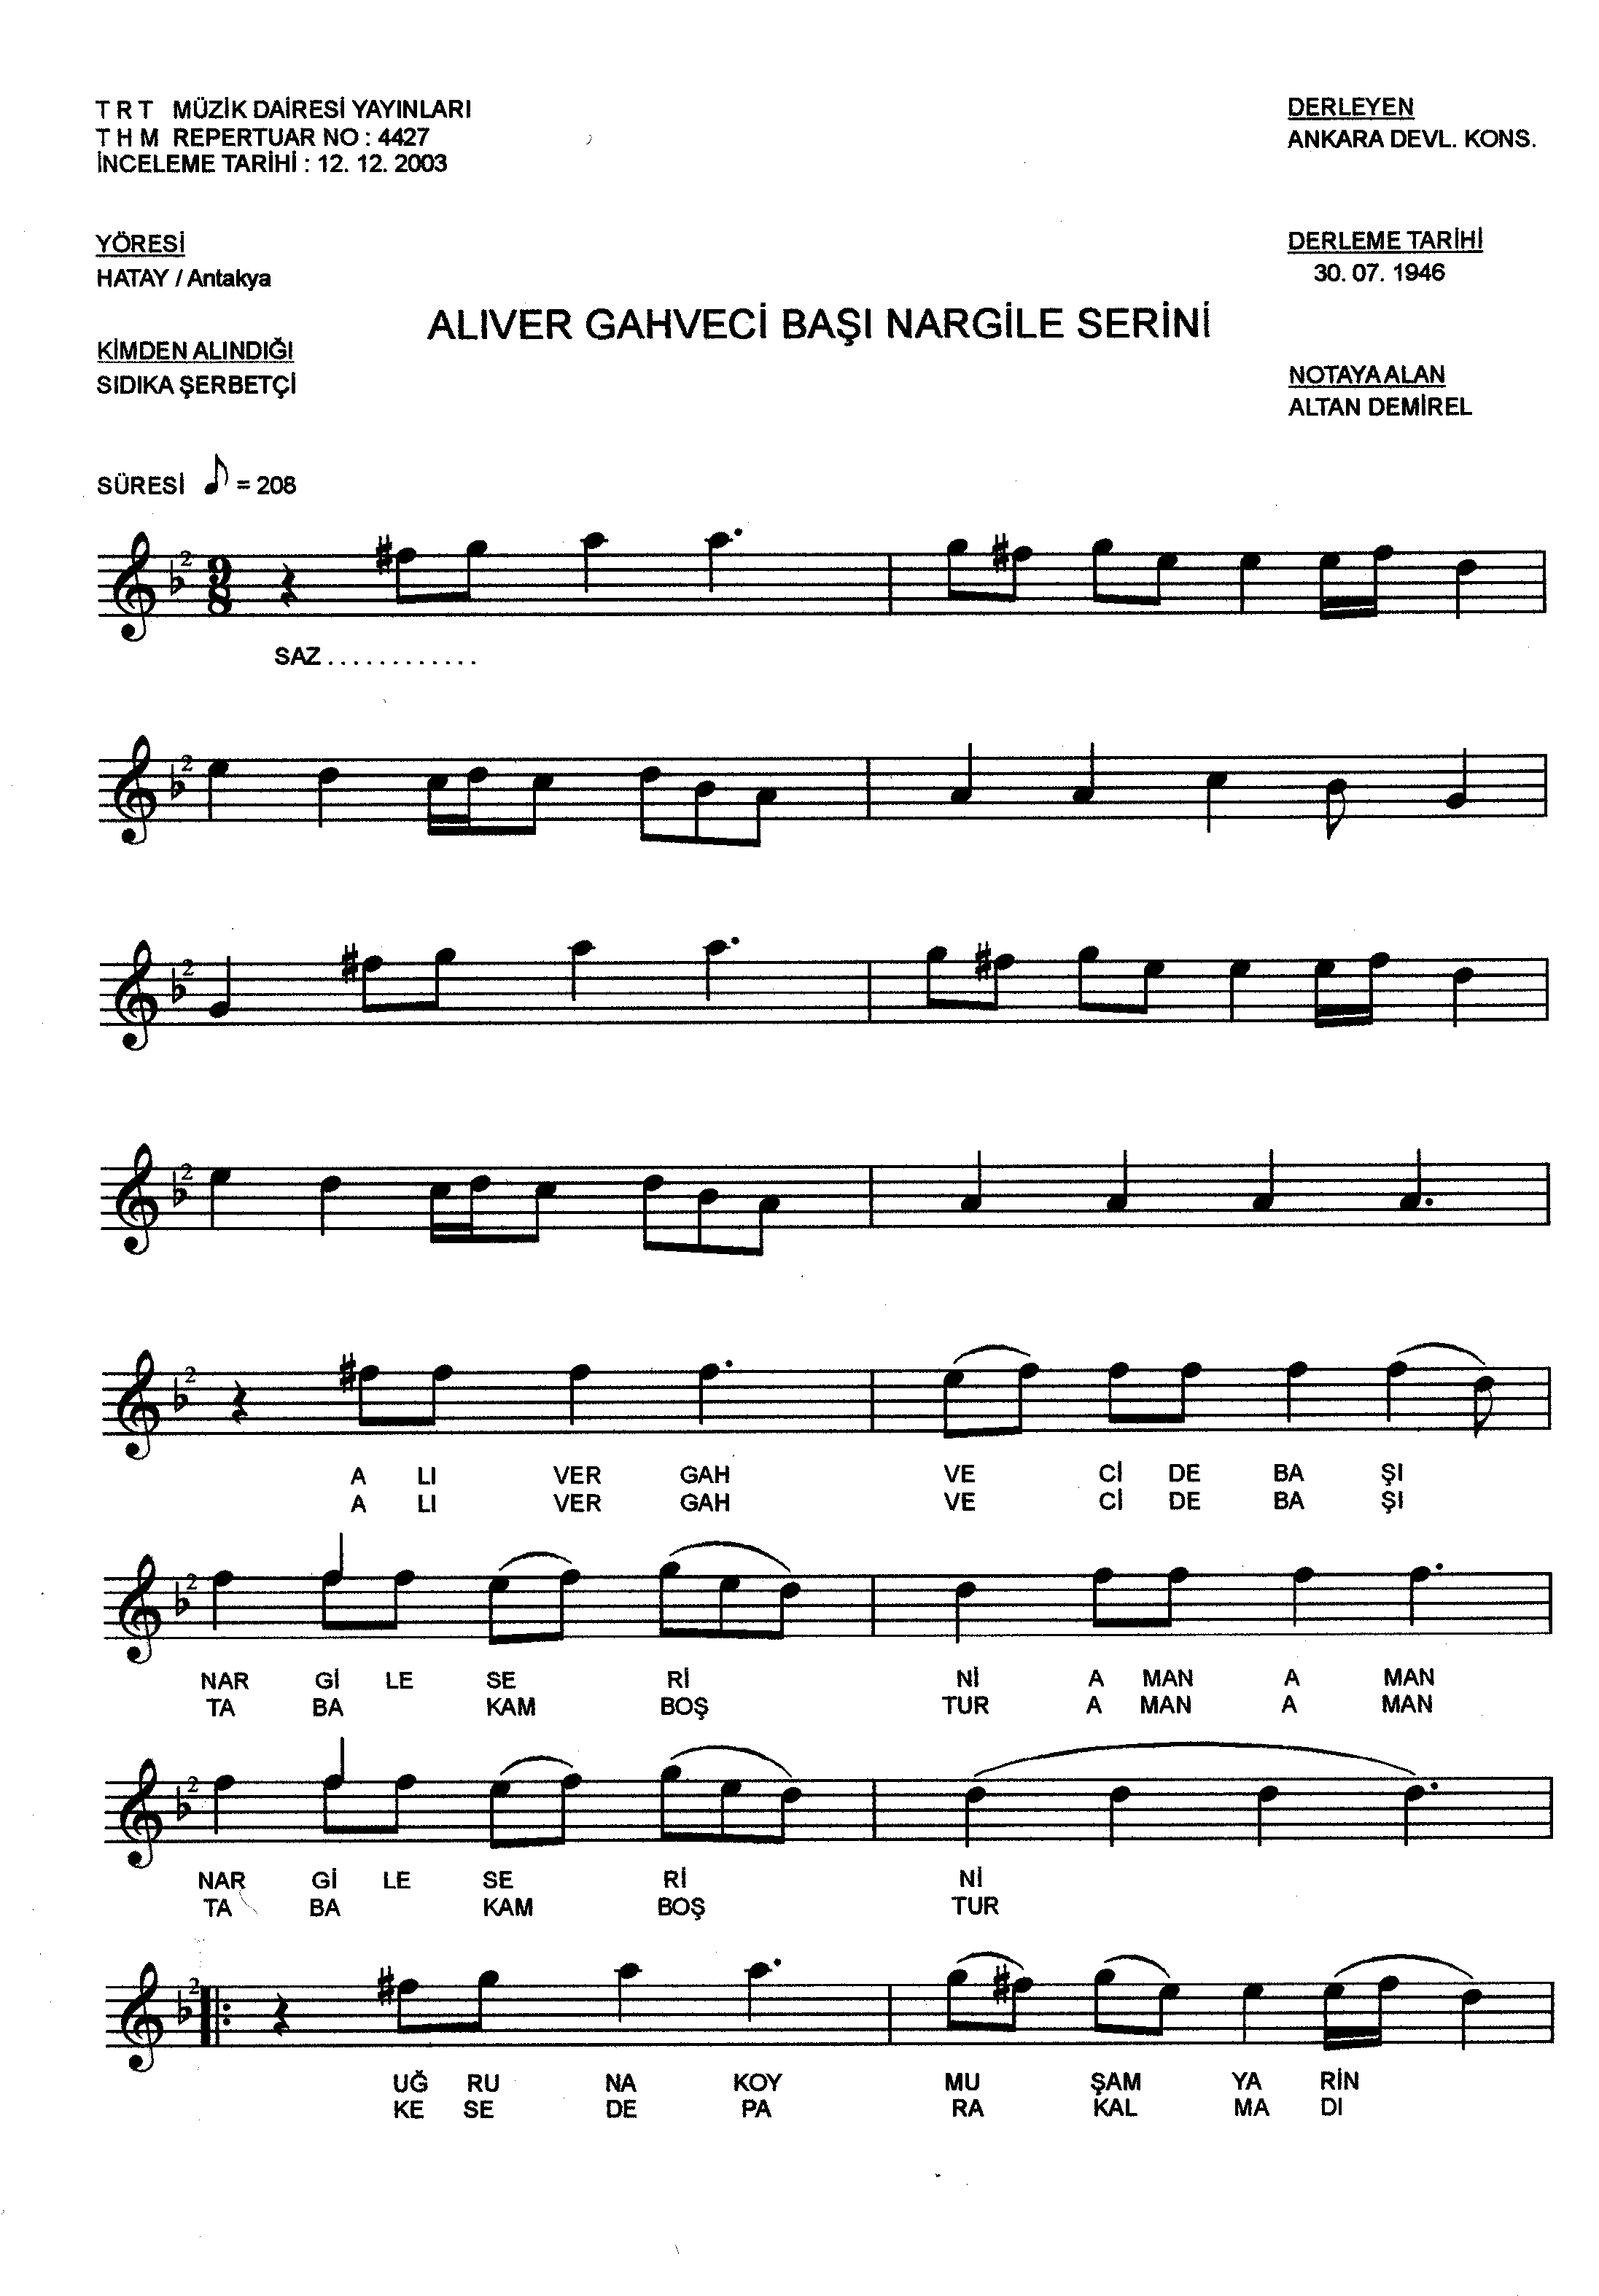 T R T MÜZİK DAİRESİ YAYINLARI
T H M REPERTUAR NO : 4427
İNCELEME TARİHİ : 12. 12. 2003
DERLEYEN
ANKARA DEVL. KONS.
YÖRESİ
HATAY / Antakya
DERLEME TARİHİ
30. 07. 1946
ALIVER GAHVECİ BAŞI NARGİLE SERİNİ
KİMDEN ALINDIĞI
SIDIKA ŞERBETÇİ
NOTAYA ALAN
ALTAN DEMİREL
SÜRESİ ♪ = 208
SAZ . . . . . . . . . . . .
A LI VER GAH VE Cİ DE BA ŞI
A LI VER GAH VE Cİ DE BA ŞI
NAR Gİ LE SE Rİ Nİ A MAN A MAN
TA BA KAM BOŞ TUR A MAN A MAN
NAR Gİ LE SE Rİ Nİ
TA BA KAM BOŞ TUR
UĞ RU NA KOY MU ŞAM YA RİN
KE SE DE PA RA KAL MA DI